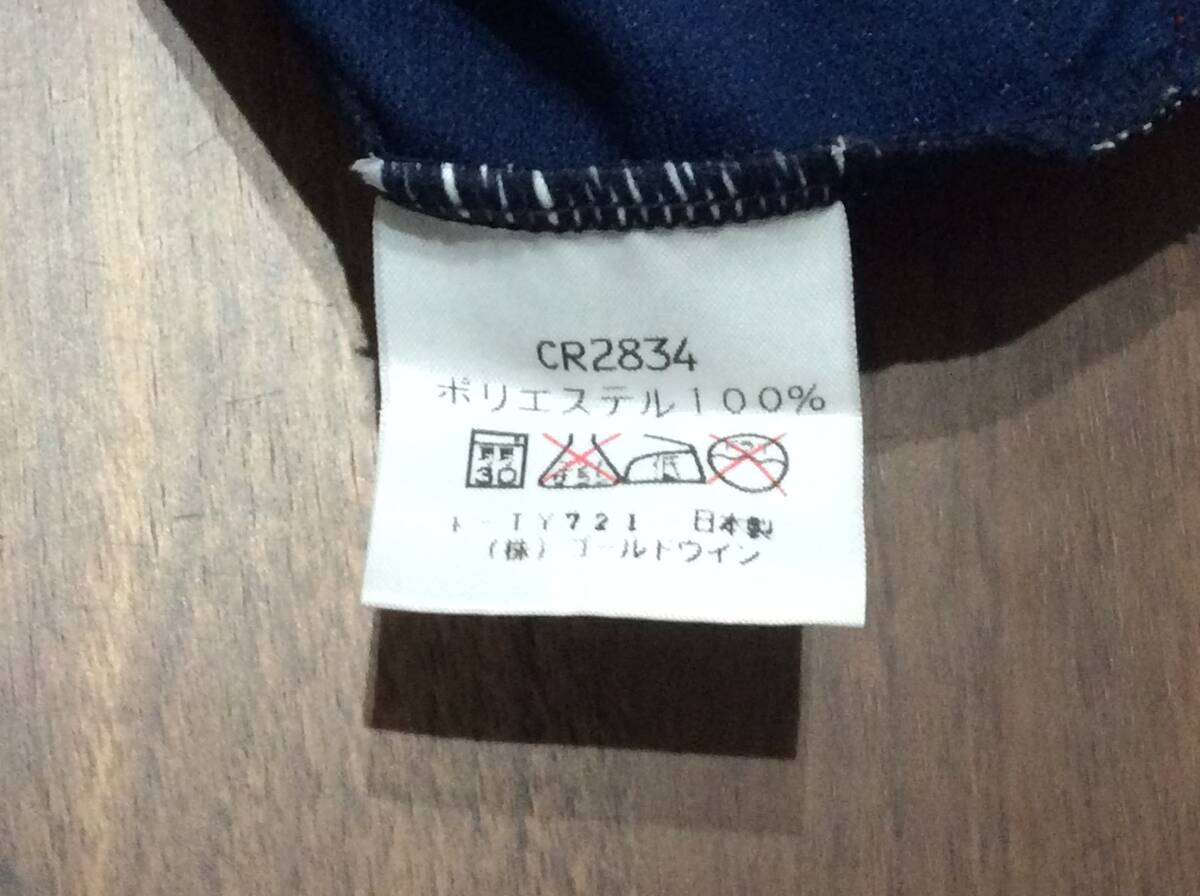 CR2834
ポリエステル100%
30 低
TY721 日本製
(株)ゴールドウイン